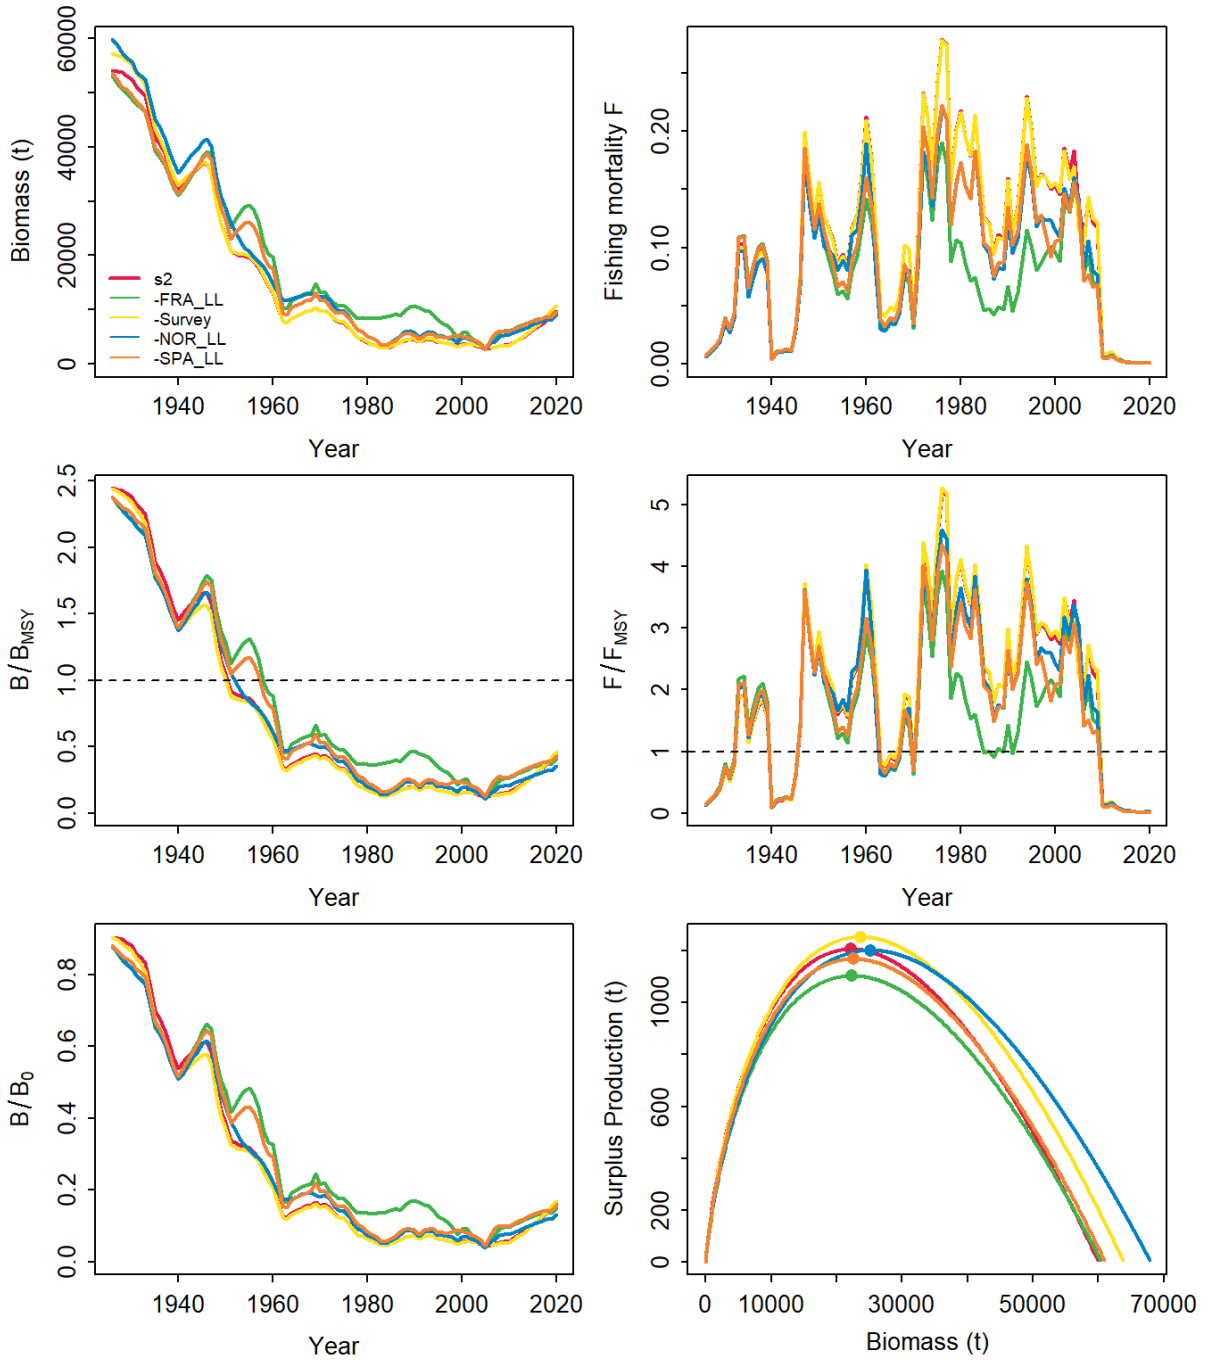 60000
40000
20000
0
Biomass (t)
s2
-FRA_LL
-Survey
-NOR_LL
-SPA_LL
1940 1960 1980 2000 2020
Year
0.20
0.10
0.00
Fishing mortality F
1940 1960 1980 2000 2020
Year
2.5
2.0
1.5
1.0
0.5
0.0
B/BMSY
1940 1960 1980 2000 2020
Year
5
4
3
2
1
0
F/FMSY
1940 1960 1980 2000 2020
Year
0.8
0.6
0.4
0.2
0.0
B/B0
1940 1960 1980 2000 2020
Year
1000
600
200
0
Surplus Production (t)
0 10000 30000 50000 70000
Biomass (t)